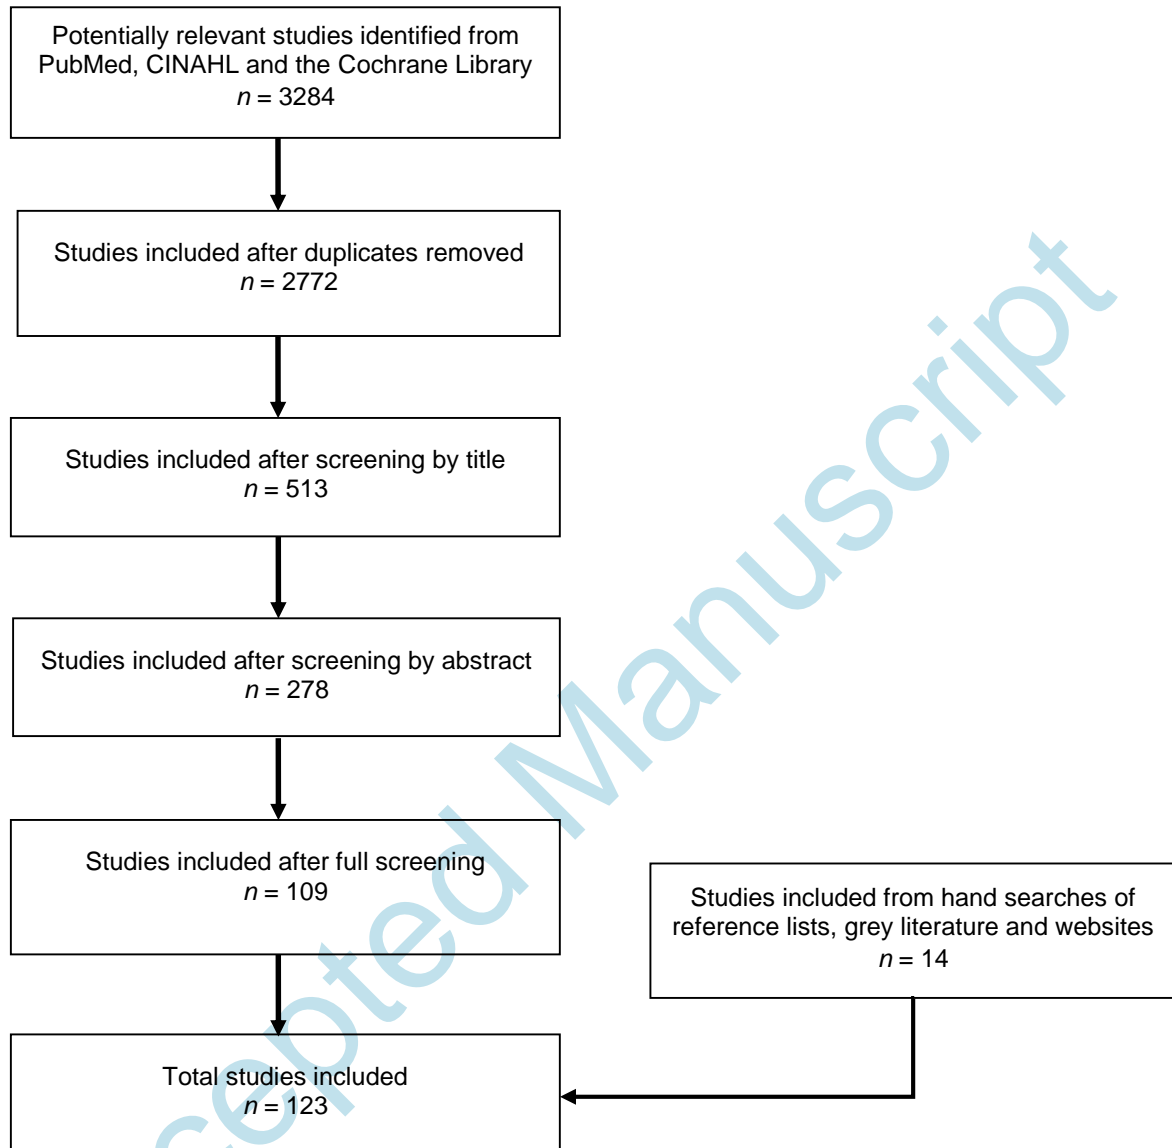 Potentially relevant studies identified from
PubMed, CINAHL and the Cochrane Library
n = 3284
Studies included after duplicates removed
n = 2772
Studies included after screening by title
n = 513
Studies included after screening by abstract
n = 278
Studies included after full screening
n = 109
Studies included from hand searches of
reference lists, grey literature and websites
n = 14
Total studies included
n = 123
cepted Manuscript